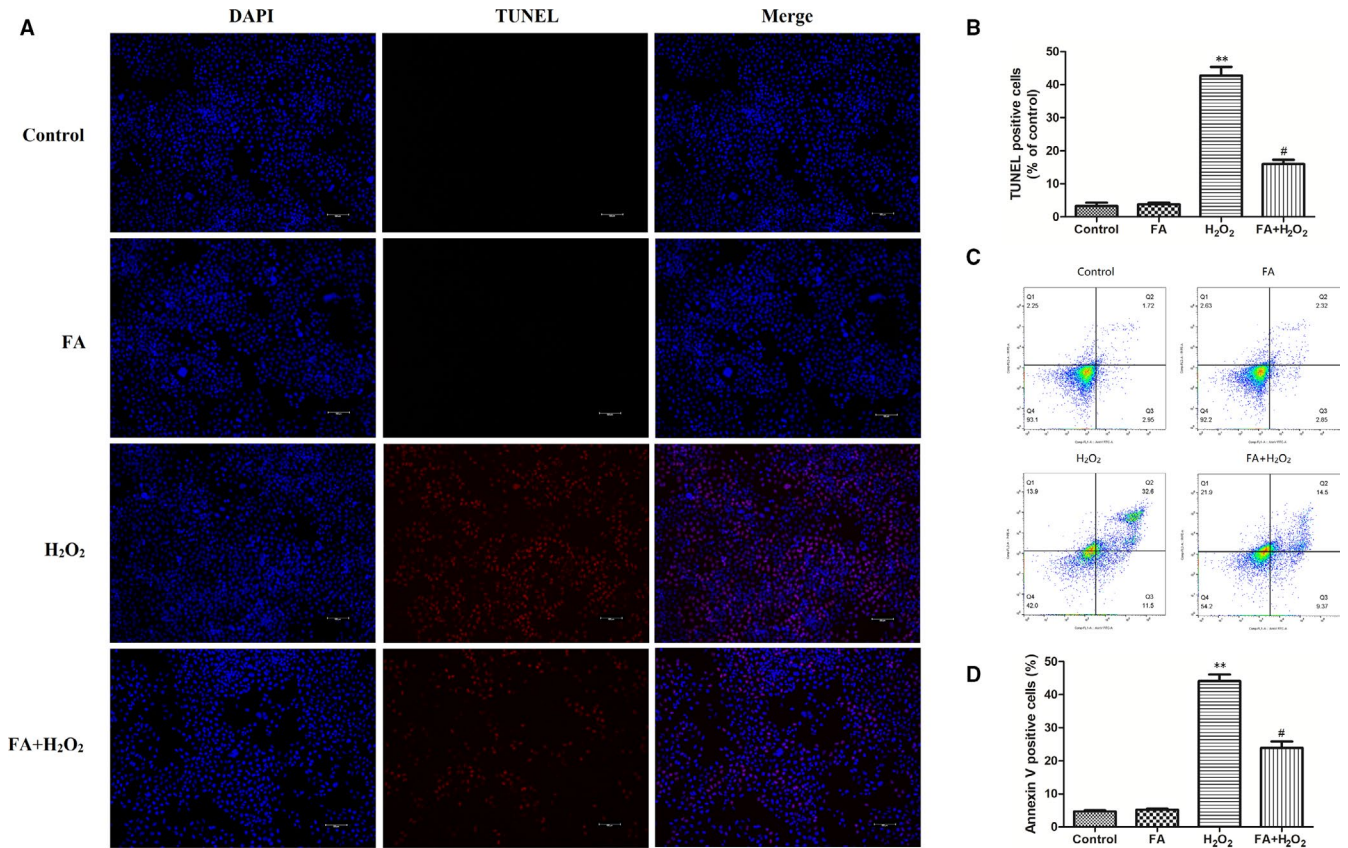 A
DAPI TUNEL Merge
Control
FA
H₂O₂
FA+H₂O₂
B
TUNEL positive cells
(% of control)
50
40
30
20
10
0
**
#
Control FA H₂O₂ FA+H₂O₂
C
Control FA
Q1 Q2 Q1 Q2
2.25 1.72 2.63 2.32
Q4 Q3 Q4 Q3
93.1 2.95 92.2 2.85
H₂O₂ FA+H₂O₂
Q1 Q2 Q1 Q2
13.9 32.6 21.9 14.5
Q4 Q3 Q4 Q3
42.0 11.5 54.2 9.37
D
Annexin V positive cells (%)
50
40
30
20
10
0
**
#
Control FA H₂O₂ FA+H₂O₂